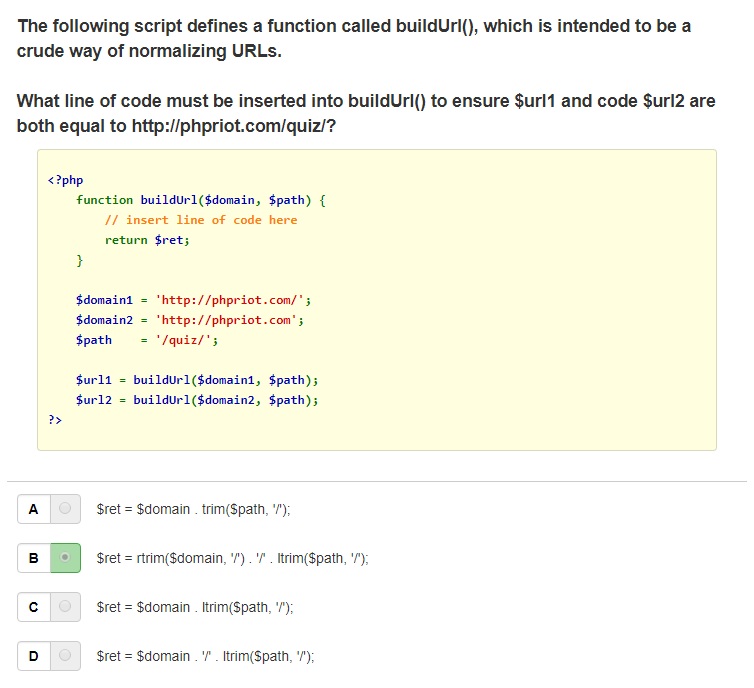 The following script defines a function called buildUrl(), which is intended to be a
crude way of normalizing URLs.
What line of code must be inserted into buildUrl() to ensure $url1 and code $url2 are
both equal to http://phpriot.com/quiz/?
<?php
function buildUrl($domain, $path) {
// insert line of code here
return $ret;
}
$domain1 = 'http://phpriot.com/';
$domain2 = 'http://phpriot.com';
$path = '/quiz/';
$url1 = buildUrl($domain1, $path);
$url2 = buildUrl($domain2, $path);
?>
A $ret = $domain . trim($path, '/');
B $ret = rtrim($domain, '/') . '/' . ltrim($path, '/');
C $ret = $domain . ltrim($path, '/');
D $ret = $domain . '/' . ltrim($path, '/');